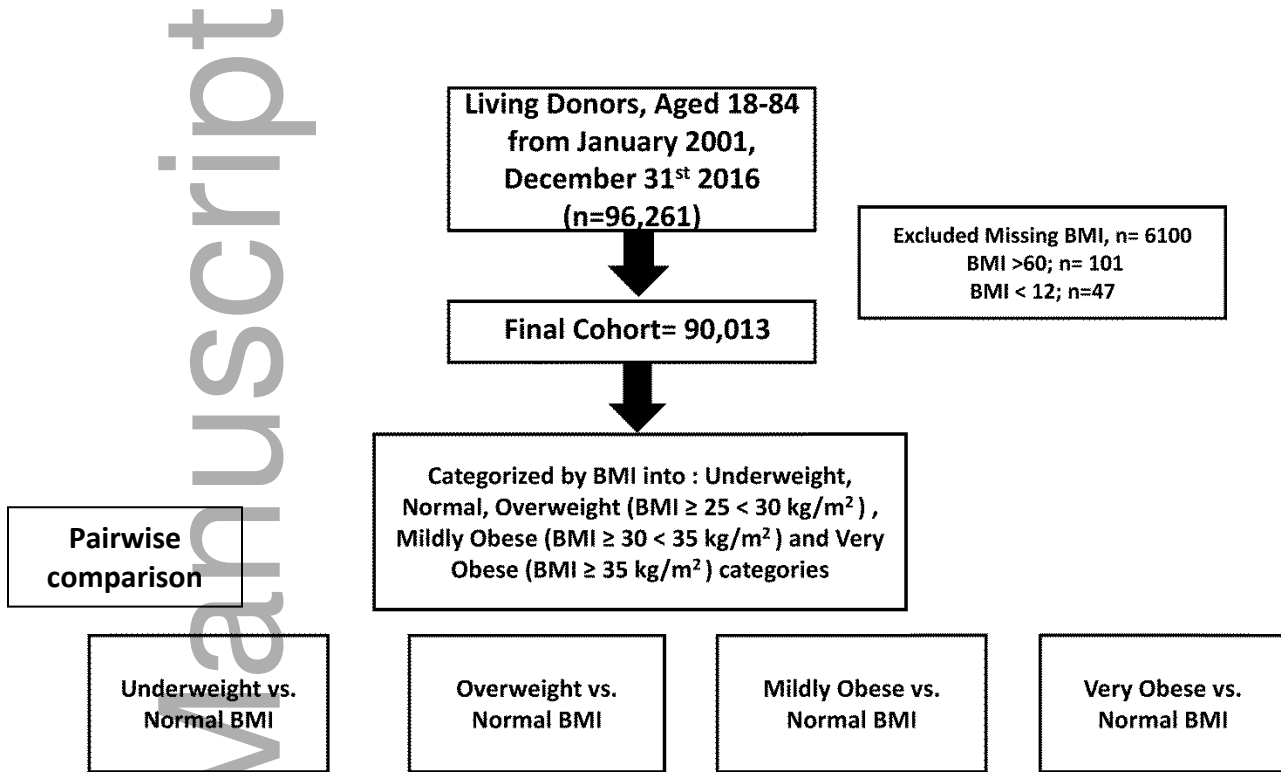 Manuscript
Living Donors, Aged 18-84
from January 2001,
December 31st 2016
(n=96,261)
Excluded Missing BMI, n= 6100
BMI >60; n= 101
BMI < 12; n=47
Final Cohort= 90,013
Categorized by BMI into : Underweight,
Normal, Overweight (BMI ≥ 25 < 30 kg/m²) ,
Mildly Obese (BMI ≥ 30 < 35 kg/m²) and Very
Obese (BMI ≥ 35 kg/m²) categories
Pairwise
comparison
Underweight vs.
Normal BMI
Overweight vs.
Normal BMI
Mildly Obese vs.
Normal BMI
Very Obese vs.
Normal BMI